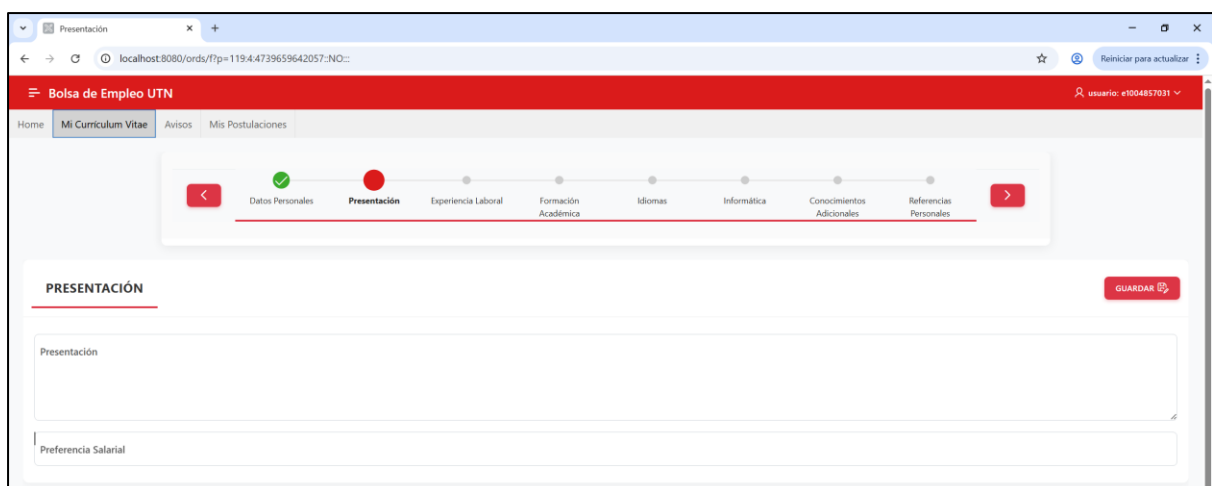 Presentación
localhost:8080/ords/f?p=119:4:4739659642057::NO:::
Reiniciar para actualizar
Bolsa de Empleo UTN
usuario: e1004857031
Home Mi Currículum Vitae Avisos Mis Postulaciones
Datos Personales Presentación Experiencia Laboral Formación Académica Idiomas Informática Conocimientos Adicionales Referencias Personales
PRESENTACIÓN
GUARDAR
Presentación
Preferencia Salarial